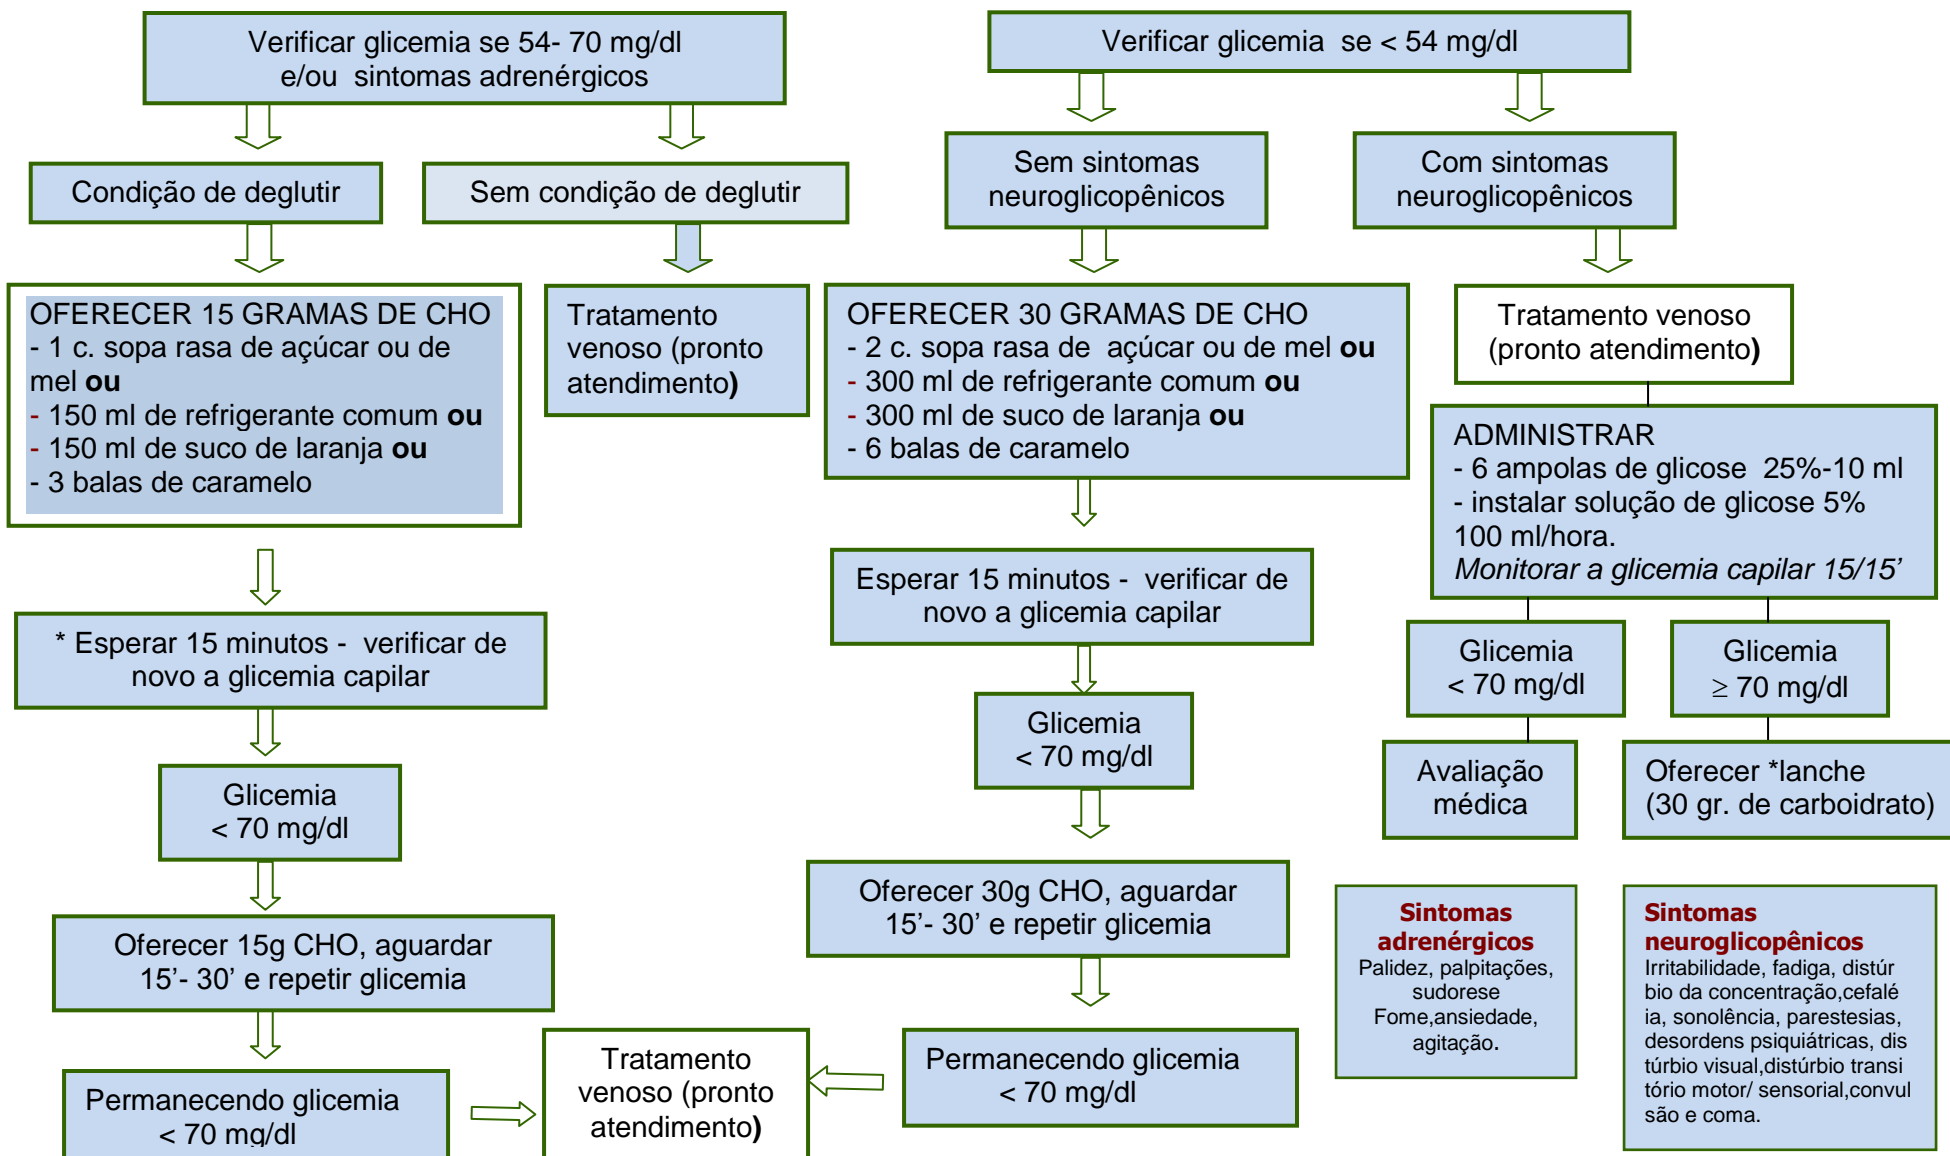 Verificar glicemia se 54- 70 mg/dl
e/ou sintomas adrenérgicos
Verificar glicemia se < 54 mg/dl
Condição de deglutir
Sem condição de deglutir
Sem sintomas
neuroglicopênicos
Com sintomas
neuroglicopênicos
OFERECER 15 GRAMAS DE CHO
- 1 c. sopa rasa de açúcar ou de
mel ou
- 150 ml de refrigerante comum ou
- 150 ml de suco de laranja ou
- 3 balas de caramelo
Tratamento
venoso (pronto
atendimento)
OFERECER 30 GRAMAS DE CHO
- 2 c. sopa rasa de açúcar ou de mel ou
- 300 ml de refrigerante comum ou
- 300 ml de suco de laranja ou
- 6 balas de caramelo
Tratamento venoso
(pronto atendimento)
ADMINISTRAR
- 6 ampolas de glicose 25%-10 ml
- instalar solução de glicose 5%
100 ml/hora.
Monitorar a glicemia capilar 15/15’
* Esperar 15 minutos - verificar de
novo a glicemia capilar
Esperar 15 minutos - verificar de
novo a glicemia capilar
Glicemia
< 70 mg/dl
Glicemia
≥ 70 mg/dl
Glicemia
< 70 mg/dl
Glicemia
< 70 mg/dl
Avaliação
médica
Oferecer *lanche
(30 gr. de carboidrato)
Oferecer 15g CHO, aguardar
15’- 30’ e repetir glicemia
Oferecer 30g CHO, aguardar
15’- 30’ e repetir glicemia
Permanecendo glicemia
< 70 mg/dl
Tratamento
venoso (pronto
atendimento)
Permanecendo glicemia
< 70 mg/dl
Sintomas
adrenérgicos
Palidez, palpitações,
sudorese
Fome,ansiedade,
agitação.
Sintomas
neuroglicopênicos
Irritabilidade, fadiga, distúr
bio da concentração,cefalé
ia, sonolência, parestesias,
desordens psiquiátricas, dis
túrbio visual,distúrbio transi
tório motor/ sensorial,convul
são e coma.